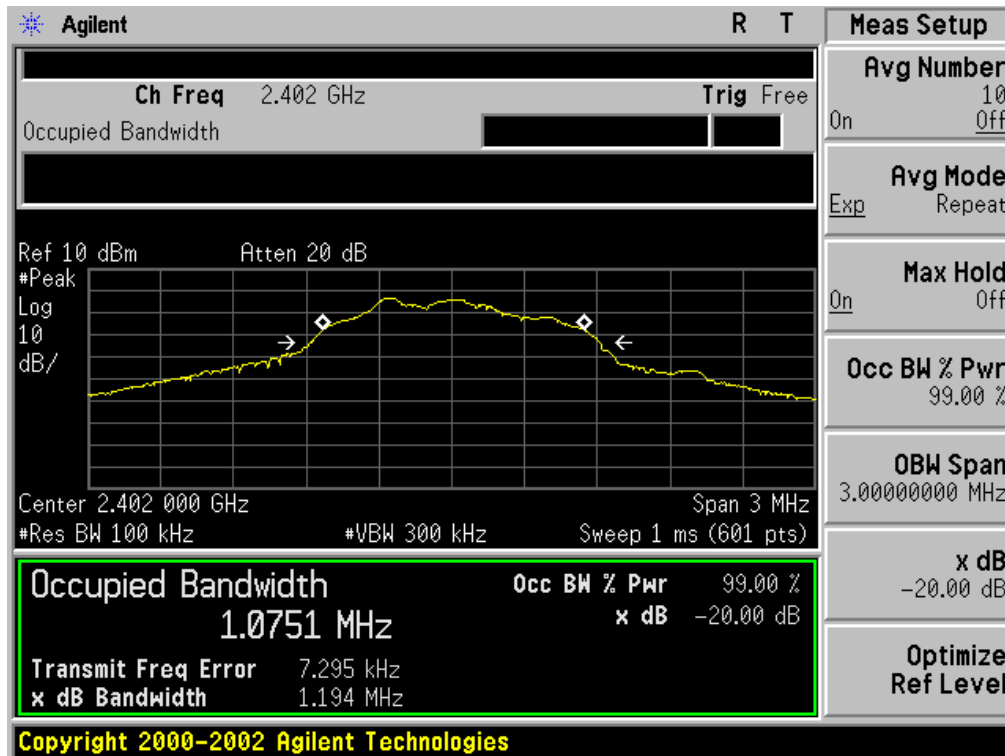 Agilent
R T
Ch Freq 2.402 GHz
Trig Free
Occupied Bandwidth
Ref 10 dBm
Atten 20 dB
#Peak
Log
10
dB/
Center 2.402 000 GHz
Span 3 MHz
#Res BW 100 kHz
#VBW 300 kHz
Sweep 1 ms (601 pts)
Occupied Bandwidth
1.0751 MHz
Occ BW % Pwr 99.00 %
x dB -20.00 dB
Transmit Freq Error 7.295 kHz
x dB Bandwidth 1.194 MHz
Copyright 2000-2002 Agilent Technologies
Meas Setup
Avg Number
10
On Off
Avg Mode
Exp Repeat
Max Hold
On Off
Occ BW % Pwr
99.00 %
OBW Span
3.00000000 MHz
x dB
-20.00 dB
Optimize
Ref Level